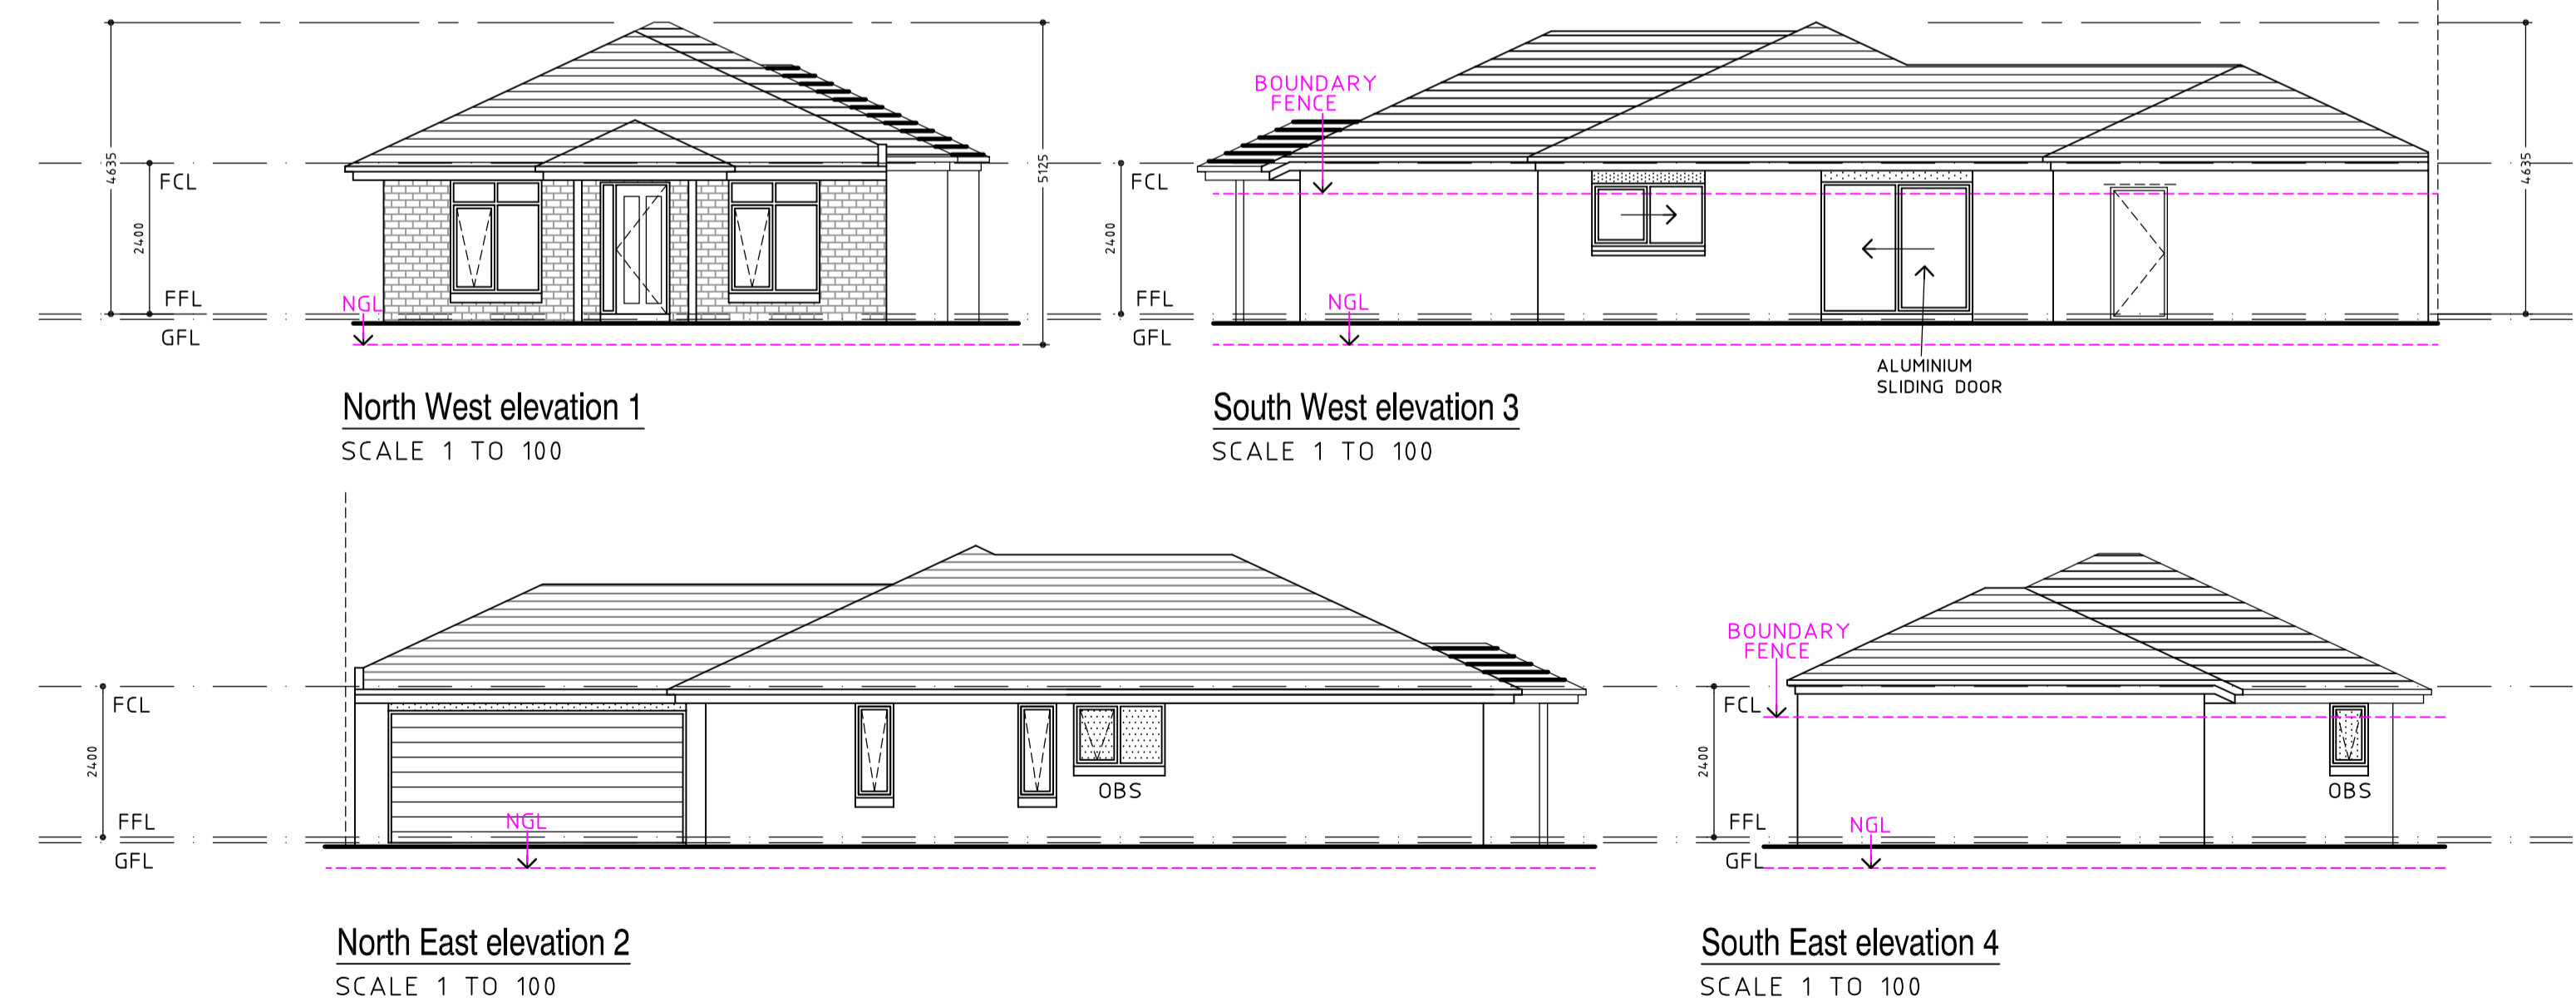 4635
FCL
2400
FFL
GFL
NGL
5125
North West elevation 1
SCALE 1 TO 100
BOUNDARY
FENCE
FCL
2400
FFL
GFL
NGL
4635
ALUMINIUM
SLIDING DOOR
South West elevation 3
SCALE 1 TO 100
FCL
2400
FFL
GFL
NGL
OBS
North East elevation 2
SCALE 1 TO 100
BOUNDARY
FENCE
FCL
2400
FFL
GFL
NGL
OBS
South East elevation 4
SCALE 1 TO 100